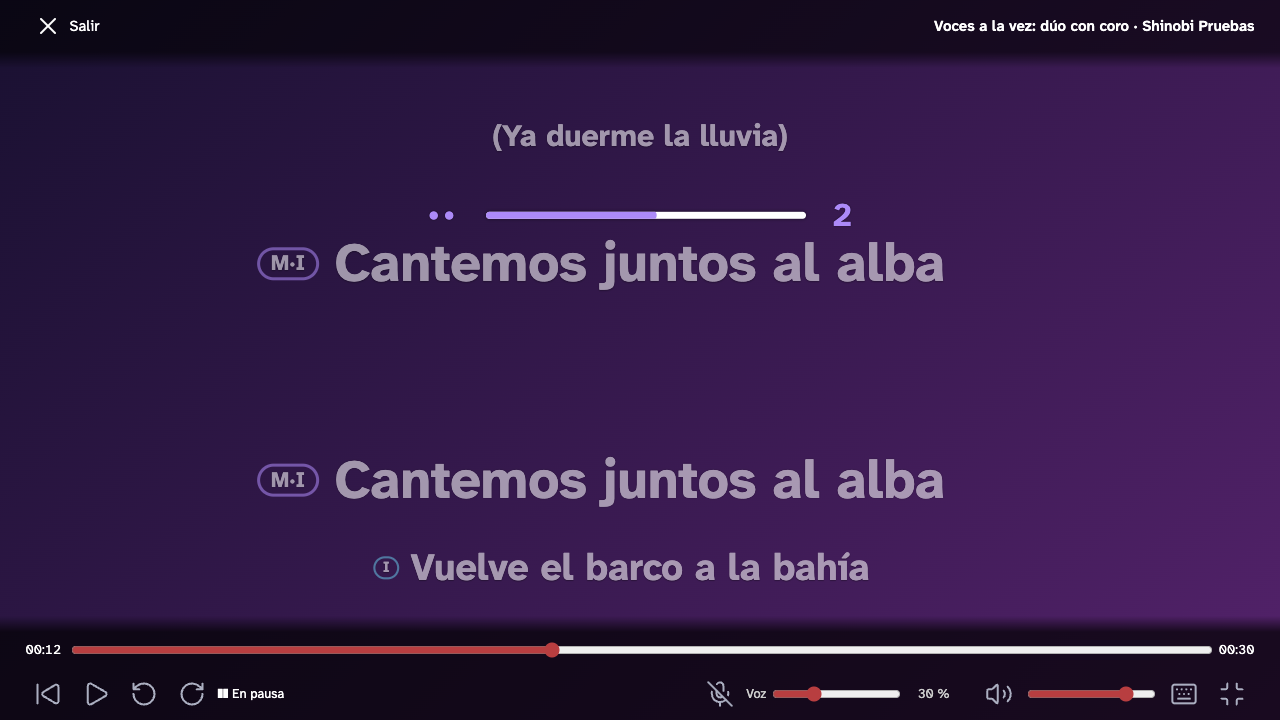 Salir
Voces a la vez: dúo con coro · Shinobi Pruebas
(Ya duerme la lluvia)
2
M·I Cantemos juntos al alba
M·I Cantemos juntos al alba
I Vuelve el barco a la bahía
00:12
00:30
En pausa
Voz
30 %